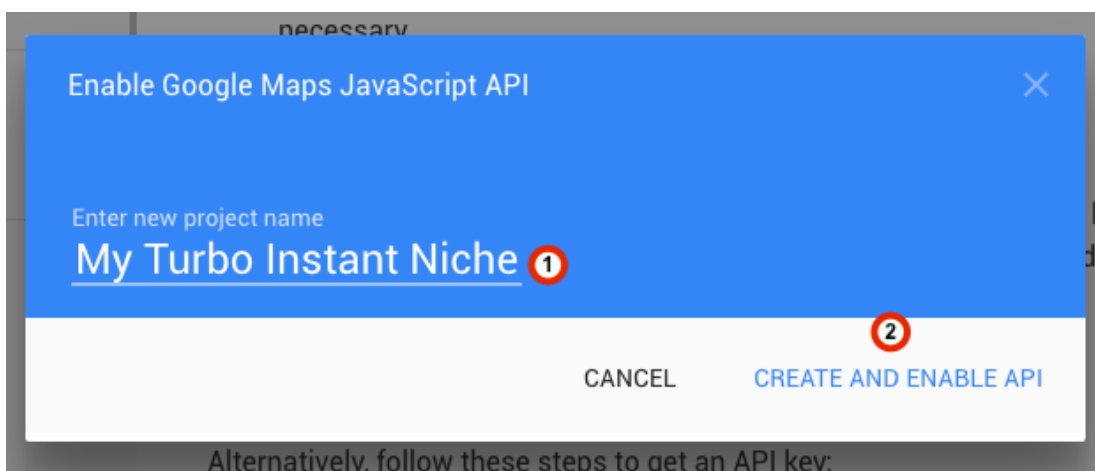 necessary
Enable Google Maps JavaScript API
Enter new project name
My Turbo Instant Niche 1
2
CANCEL CREATE AND ENABLE API
Alternatively, follow these steps to get an API key: